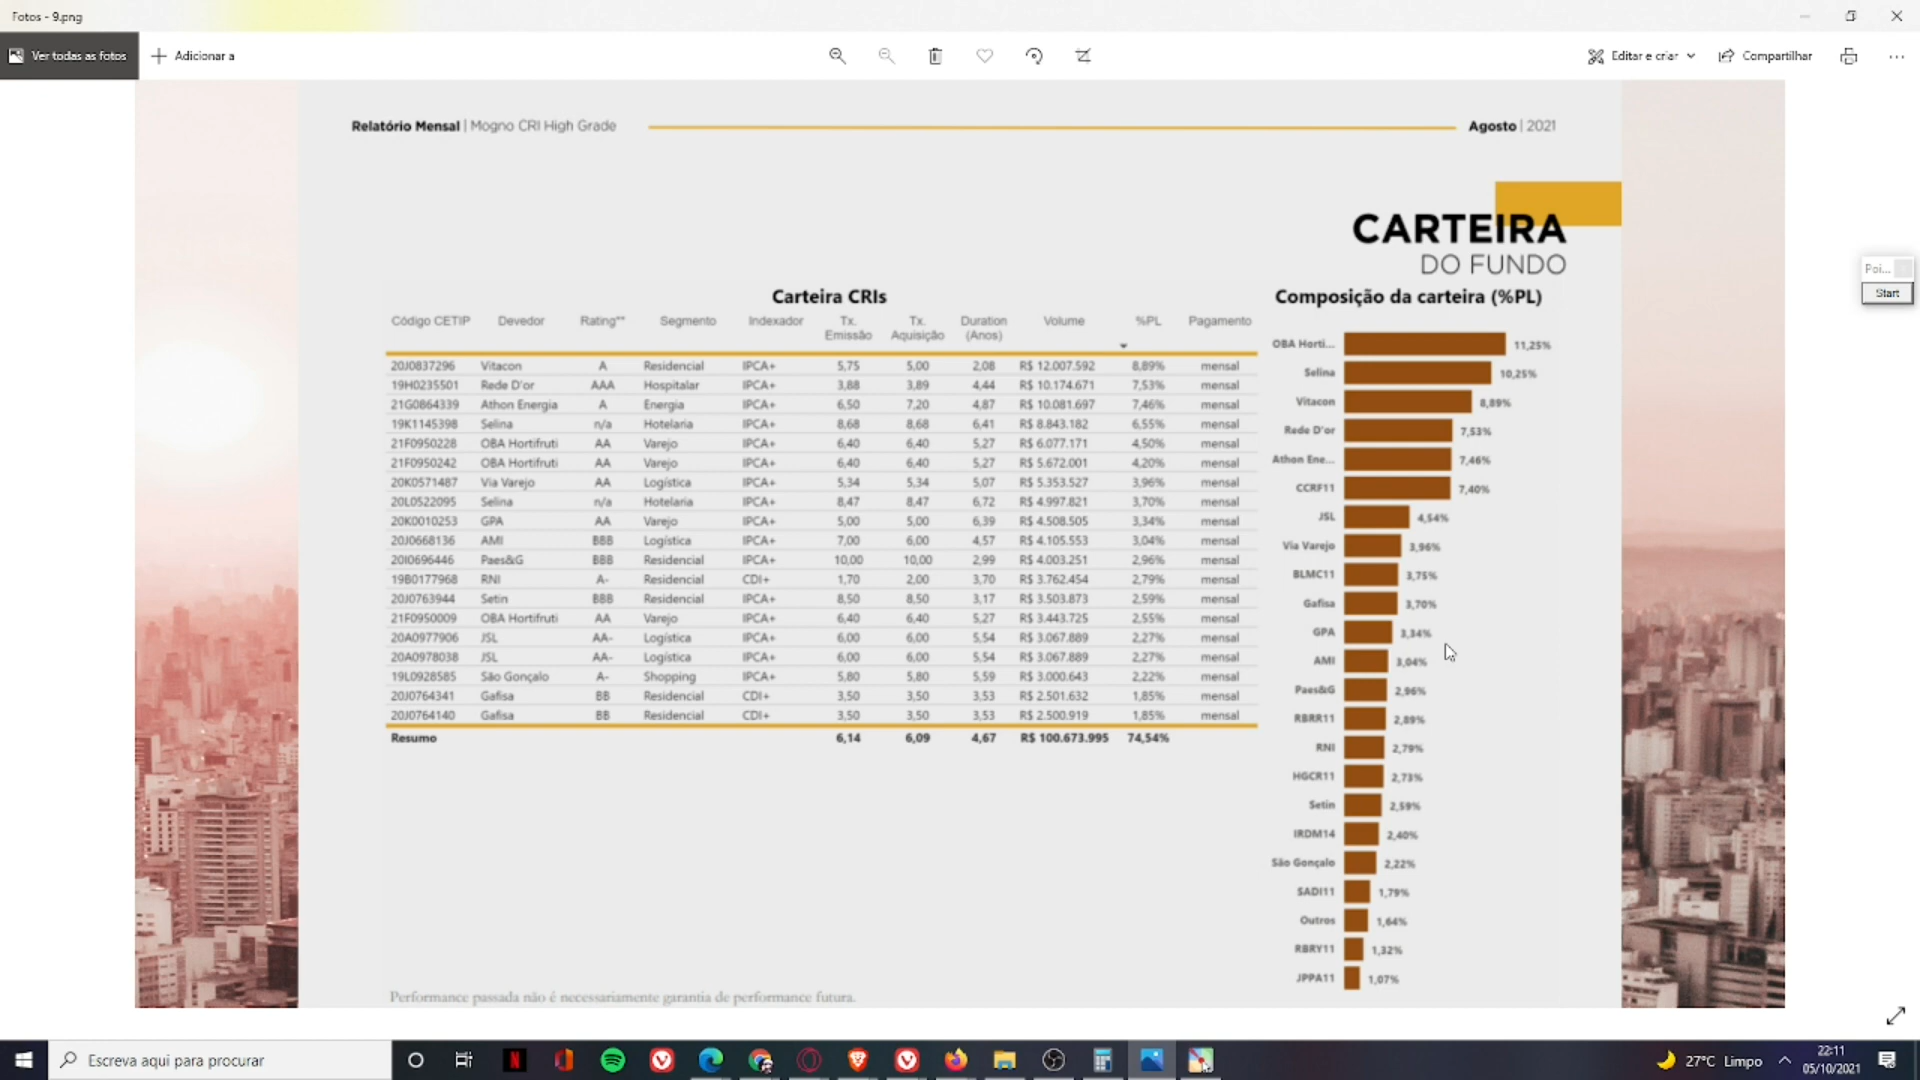 Fotos - 9.png
Ver todas as fotos
Adicionar a
Editar e criar
Compartilhar
Relatório Mensal | Mogno CRI High Grade
Agosto | 2021
CARTEIRA
DO FUNDO
Poi...
Start
Carteira CRIs
Código CETIP Devedor Rating** Segmento Indexador Tx. Emissão Tx. Aquisição Duration (Anos) Volume %PL Pagamento
20J0837296 Vitacon A Residencial IPCA+ 5,75 5,00 2,08 R$ 12.007.592 8,89% mensal
19H0235501 Rede D'or AAA Hospitalar IPCA+ 3,88 3,89 4,44 R$ 10.174.671 7,53% mensal
21G0864339 Athon Energia A Energia IPCA+ 6,50 7,20 4,87 R$ 10.081.697 7,46% mensal
19K1145398 Selina n/a Hotelaria IPCA+ 8,68 8,68 6,41 R$ 8.843.182 6,55% mensal
21F0950228 OBA Hortifruti AA Varejo IPCA+ 6,40 6,40 5,27 R$ 6.077.171 4,50% mensal
21F0950242 OBA Hortifruti AA Varejo IPCA+ 6,40 6,40 5,27 R$ 5.672.001 4,20% mensal
20K0571487 Via Varejo AA Logística IPCA+ 5,34 5,34 5,07 R$ 5.353.527 3,96% mensal
20L0522095 Selina n/a Hotelaria IPCA+ 8,47 8,47 6,72 R$ 4.997.821 3,70% mensal
20K0010253 GPA AA Varejo IPCA+ 5,00 5,00 6,39 R$ 4.508.505 3,34% mensal
20J0668136 AMI BBB Logística IPCA+ 7,00 6,00 4,57 R$ 4.105.553 3,04% mensal
20I0696446 Paes&G BBB Residencial IPCA+ 10,00 10,00 2,99 R$ 4.003.251 2,96% mensal
19B0177968 RNI A- Residencial CDI+ 1,70 2,00 3,70 R$ 3.762.454 2,79% mensal
20J0763944 Setin BBB Residencial IPCA+ 8,50 8,50 3,17 R$ 3.503.873 2,59% mensal
21F0950009 OBA Hortifruti AA Varejo IPCA+ 6,40 6,40 5,27 R$ 3.443.725 2,55% mensal
20A0977906 JSL AA- Logística IPCA+ 6,00 6,00 5,54 R$ 3.067.889 2,27% mensal
20A0978038 JSL AA- Logística IPCA+ 6,00 6,00 5,54 R$ 3.067.889 2,27% mensal
19L0928585 São Gonçalo A- Shopping IPCA+ 5,80 5,80 5,59 R$ 3.000.643 2,22% mensal
20J0764341 Gafisa BB Residencial CDI+ 3,50 3,50 3,53 R$ 2.501.632 1,85% mensal
20J0764140 Gafisa BB Residencial CDI+ 3,50 3,50 3,53 R$ 2.500.919 1,85% mensal
Resumo 6,14 6,09 4,67 R$ 100.673.995 74,54%
Composição da carteira (%PL)
OBA Horti... 11,25%
Selina 10,25%
Vitacon 8,89%
Rede D'or 7,53%
Athon Ene... 7,46%
CCRF11 7,40%
JSL 4,54%
Via Varejo 3,96%
BLMC11 3,75%
Gafisa 3,70%
GPA 3,34%
AMI 3,04%
Paes&G 2,96%
RBRR11 2,89%
RNI 2,79%
HGCR11 2,73%
Setin 2,59%
IRDM14 2,40%
São Gonçalo 2,22%
SADI11 1,79%
Outros 1,64%
RBRY11 1,32%
JPPA11 1,07%
Performance passada não é necessariamente garantia de performance futura.
Escreva aqui para procurar
27°C Limpo
22:11
05/10/2021